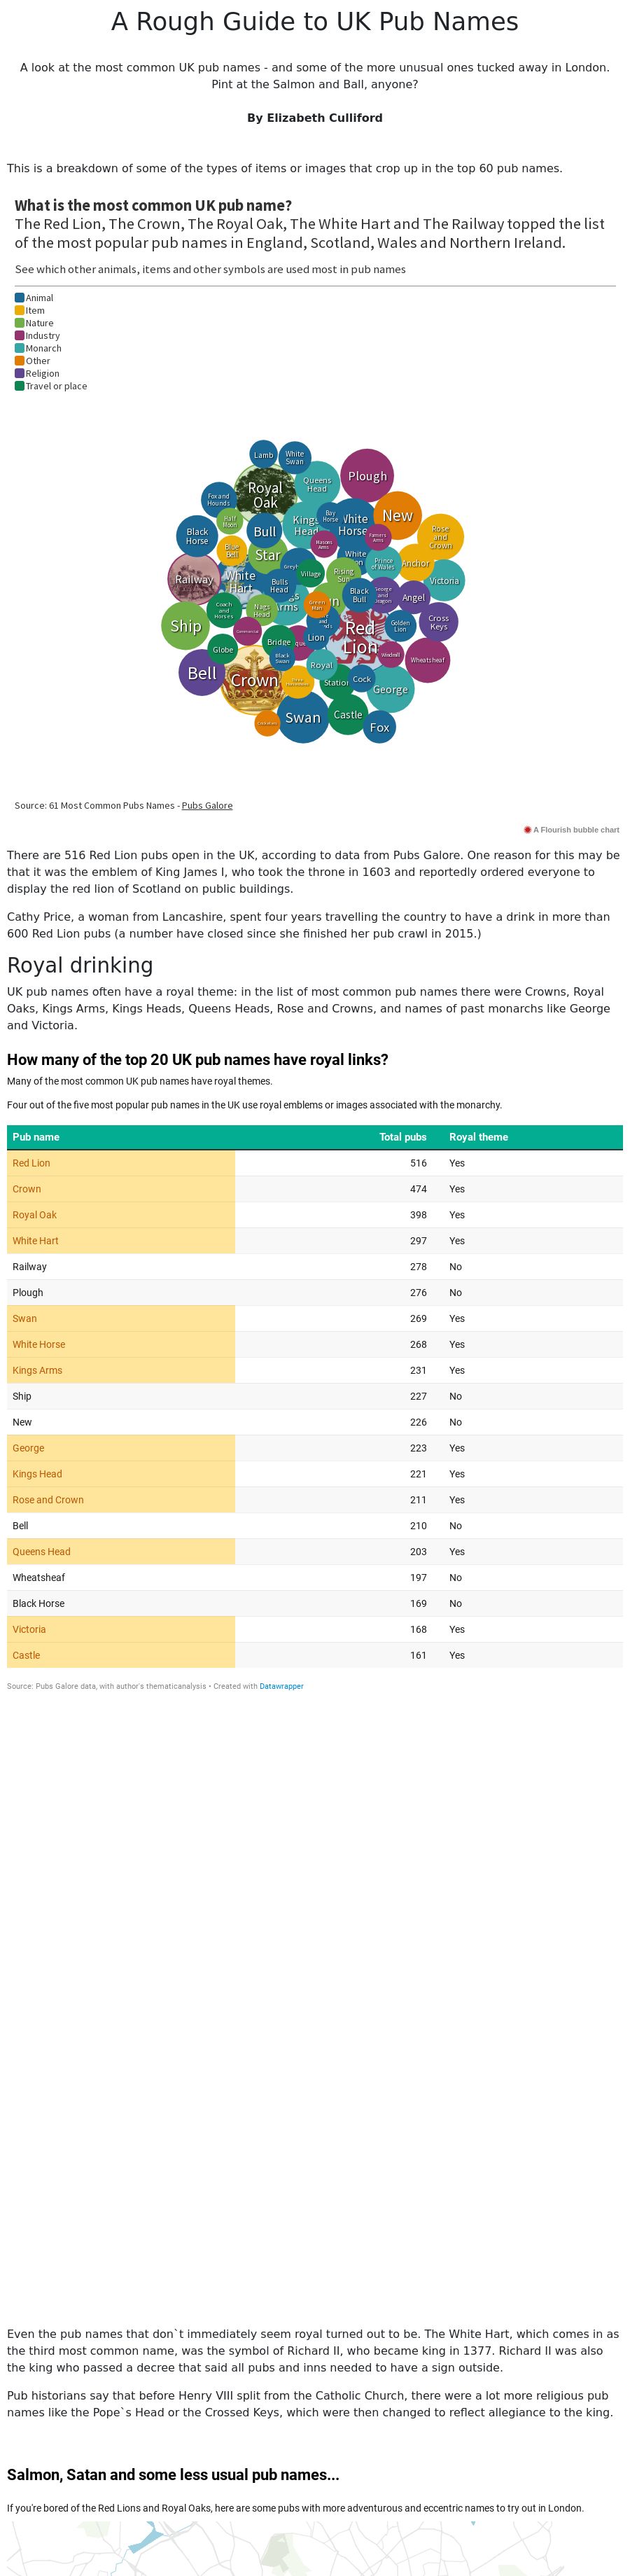 A Rough Guide to UK Pub Names
A look at the most common UK pub names - and some of the more unusual ones tucked away in London.
Pint at the Salmon and Ball, anyone?
By Elizabeth Culliford
This is a breakdown of some of the types of items or images that crop up in the top 60 pub names.
What is the most common UK pub name?
The Red Lion, The Crown, The Royal Oak, The White Hart and The Railway topped the list
of the most popular pub names in England, Scotland, Wales and Northern Ireland.
See which other animals, items and other symbols are used most in pub names
Animal
Item
Nature
Industry
Monarch
Other
Religion
Travel or place
Lamb
White
Swan
Royal
Oak
Queens
Head
Plough
Fox and
Hounds
Half
Moon
Kings
Head
Bay
Horse
White
Horse
New
Farmers
Arms
Rose
and
Crown
Black
Horse
Bull
Blue
Bell
Star
Masons
Arms
White
Prince
of Wales
Anchor
Victoria
Railway
White
Hart
Bulls
Head
Village
Rising
Sun
Black
Bull
George
and
Dragon
Angel
Coach
and
Horses
Nags
Head
Arms
Green
Man
Ship
Globe
Bridge
Lion
Red
Lion
Golden
Lion
Cross
Keys
Black
Swan
Royal
Windmill
Wheatsheaf
Bell
Crown
Station
Cock
George
Swan
Castle
Fox
Source: 61 Most Common Pubs Names - Pubs Galore
A Flourish bubble chart
There are 516 Red Lion pubs open in the UK, according to data from Pubs Galore. One reason for this may be
that it was the emblem of King James I, who took the throne in 1603 and reportedly ordered everyone to
display the red lion of Scotland on public buildings.
Cathy Price, a woman from Lancashire, spent four years travelling the country to have a drink in more than
600 Red Lion pubs (a number have closed since she finished her pub crawl in 2015.)
Royal drinking
UK pub names often have a royal theme: in the list of most common pub names there were Crowns, Royal
Oaks, Kings Arms, Kings Heads, Queens Heads, Rose and Crowns, and names of past monarchs like George
and Victoria.
How many of the top 20 UK pub names have royal links?
Many of the most common UK pub names have royal themes.
Four out of the five most popular pub names in the UK use royal emblems or images associated with the monarchy.
Pub name Total pubs Royal theme
Red Lion 516 Yes
Crown 474 Yes
Royal Oak 398 Yes
White Hart 297 Yes
Railway 278 No
Plough 276 No
Swan 269 Yes
White Horse 268 Yes
Kings Arms 231 Yes
Ship 227 No
New 226 No
George 223 Yes
Kings Head 221 Yes
Rose and Crown 211 Yes
Bell 210 No
Queens Head 203 Yes
Wheatsheaf 197 No
Black Horse 169 No
Victoria 168 Yes
Castle 161 Yes
Source: Pubs Galore data, with author's thematicanalysis • Created with Datawrapper
Even the pub names that don`t immediately seem royal turned out to be. The White Hart, which comes in as
the third most common name, was the symbol of Richard II, who became king in 1377. Richard II was also
the king who passed a decree that said all pubs and inns needed to have a sign outside.
Pub historians say that before Henry VIII split from the Catholic Church, there were a lot more religious pub
names like the Pope`s Head or the Crossed Keys, which were then changed to reflect allegiance to the king.
Salmon, Satan and some less usual pub names...
If you're bored of the Red Lions and Royal Oaks, here are some pubs with more adventurous and eccentric names to try out in London.